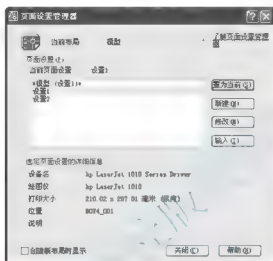 页面设置管理器
当前布局 模型
了解页面设置管理器
页面设置(P)
当前页面设置 设置1
*模型 (设置1)*
设置1
设置2
置为当前(S)
新建(N)
修改(M)
输入(I)
选定页面设置的详细信息
设备名 hp LaserJet 1010 Series Driver
绘图仪 hp LaserJet 1010
打印大小 210.02 x 297.01 毫米 (纵向)
位置 BOT4_001
说明
创建新布局时显示
关闭(C)
帮助(H)